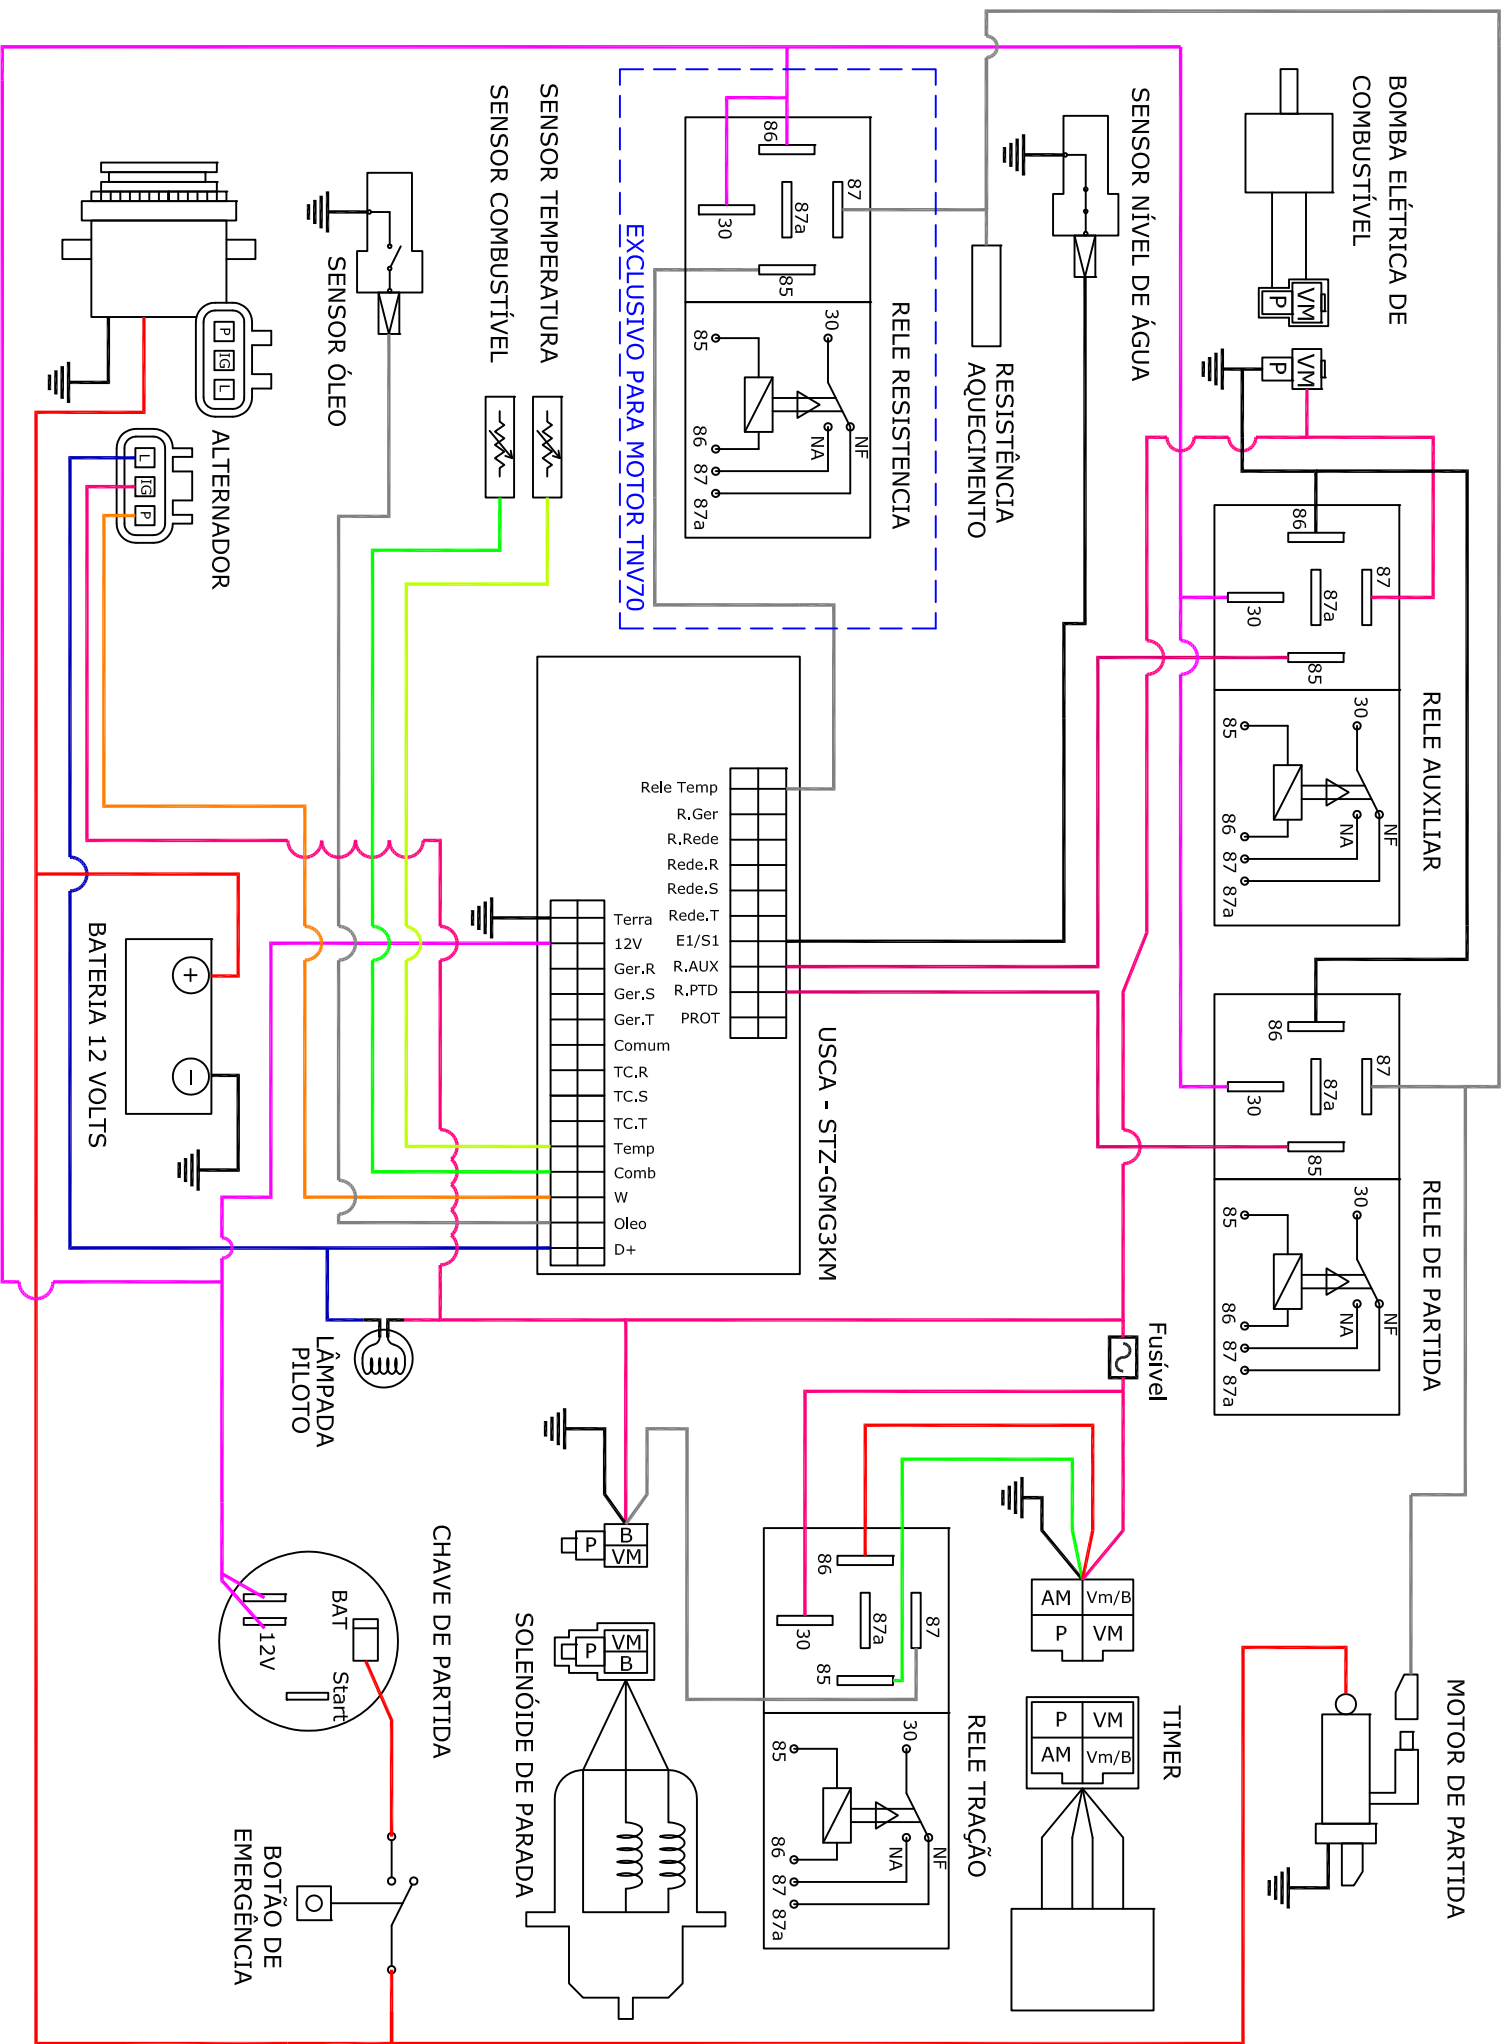 BOMBA ELÉTRICA DE
COMBUSTÍVEL
P
VM
P
VM
86
87
87a
30
85
RELE AUXILIAR
30
85
NF
NA
86
87
87a
86
87
87a
30
85
RELE DE PARTIDA
30
85
NF
NA
86
87
87a
MOTOR DE PARTIDA
SENSOR NÍVEL DE ÁGUA
RESISTÊNCIA
AQUECIMENTO
86
87
87a
30
85
RELE RESISTENCIA
30
85
NF
NA
86
87
87a
EXCLUSIVO PARA MOTOR TNV70
SENSOR TEMPERATURA
SENSOR COMBUSTÍVEL
SENSOR ÓLEO
P
IG
L
ALTERNADOR
L
IG
P
BATERIA 12 VOLTS
+
−
USCA - STZ-GMG3KM
Rele Temp
R.Ger
R.Rede
Rede.R
Rede.S
Rede.T
E1/S1
R.AUX
R.PTD
PROT
Terra
12V
Ger.R
Ger.S
Ger.T
Comum
TC.R
TC.S
TC.T
Temp
Comb
W
Oleo
D+
Fusível
LÂMPADA
PILOTO
B
P
VM
VM
P
B
SOLENÓIDE DE PARADA
86
87
87a
30
85
RELE TRAÇÃO
30
85
NF
NA
86
87
87a
AM
Vm/B
P
VM
TIMER
P
VM
AM
Vm/B
CHAVE DE PARTIDA
BAT
12V
Start
BOTÃO DE
EMERGÊNCIA